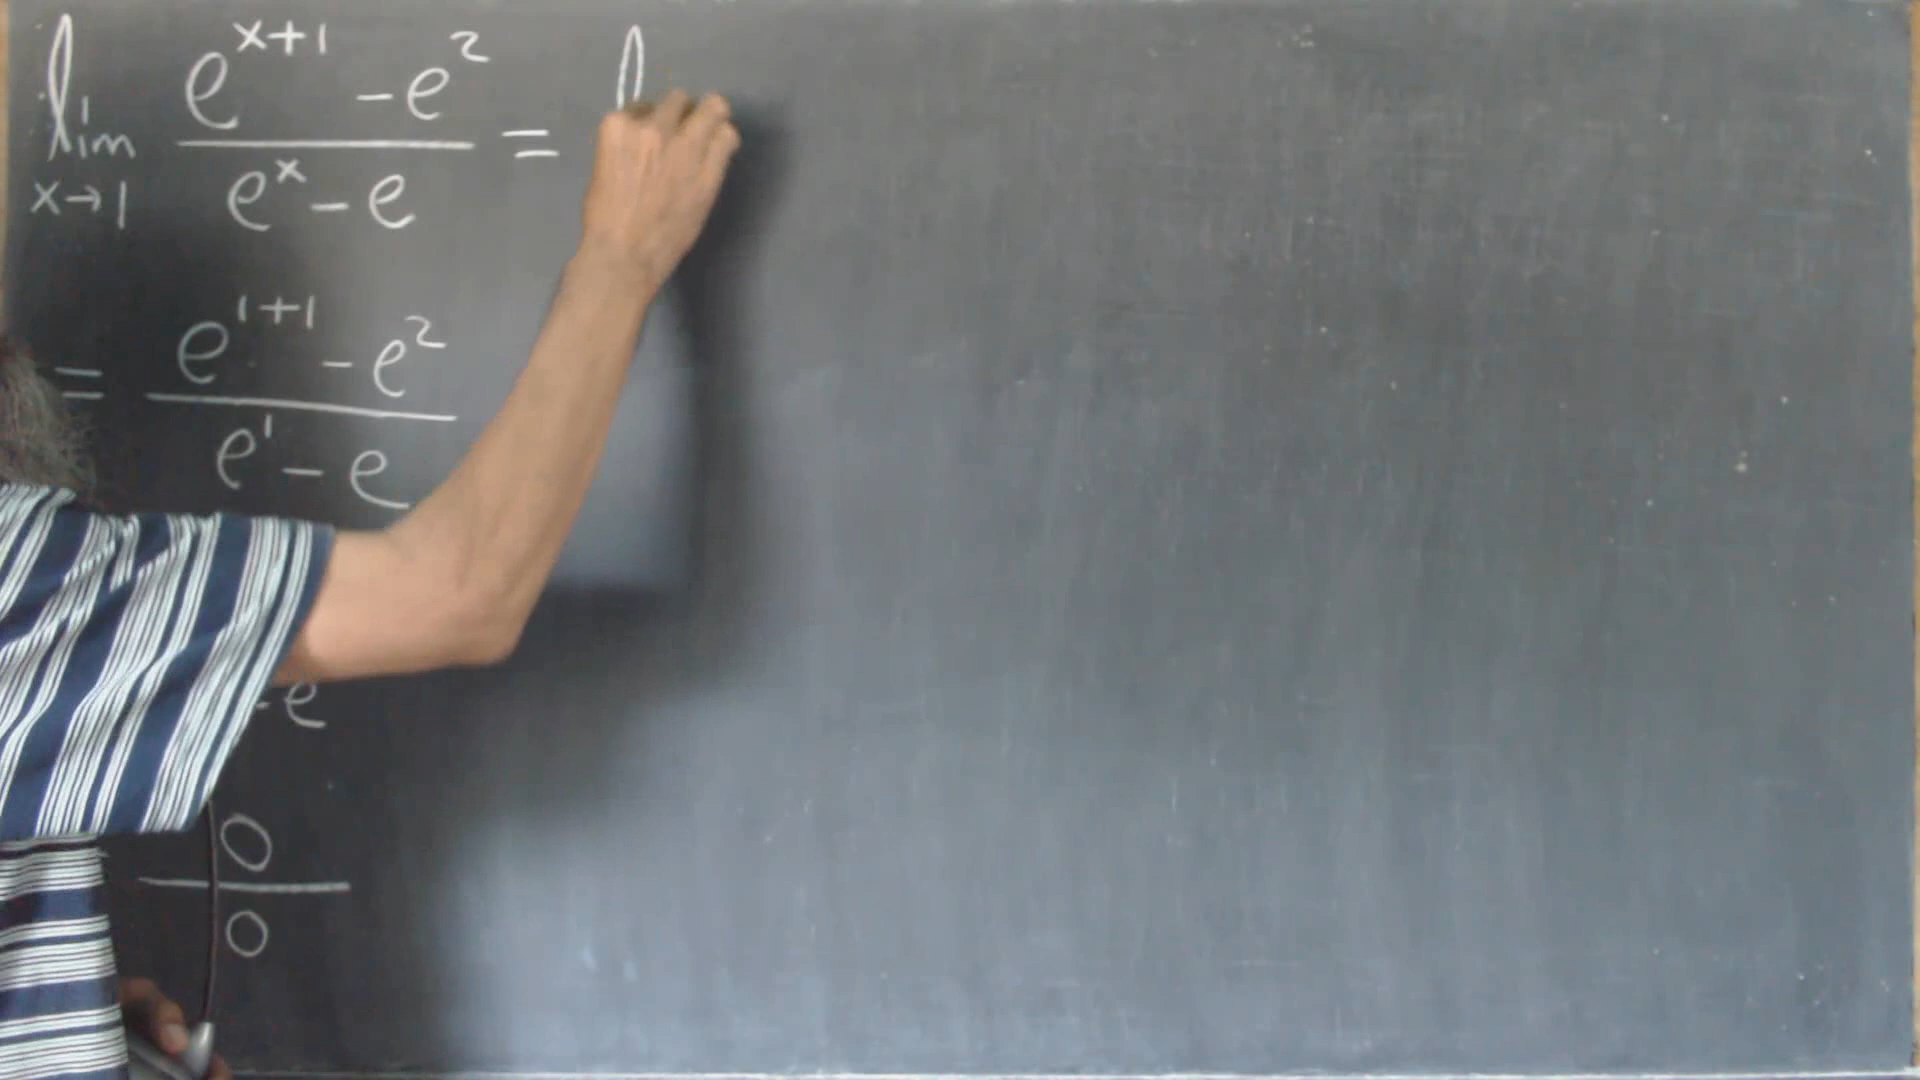 lim x→1 (e^(x+1) - e^2)/(e^x - e) = l
= (e^(1+1) - e^2)/(e^1 - e)
- e
0/0